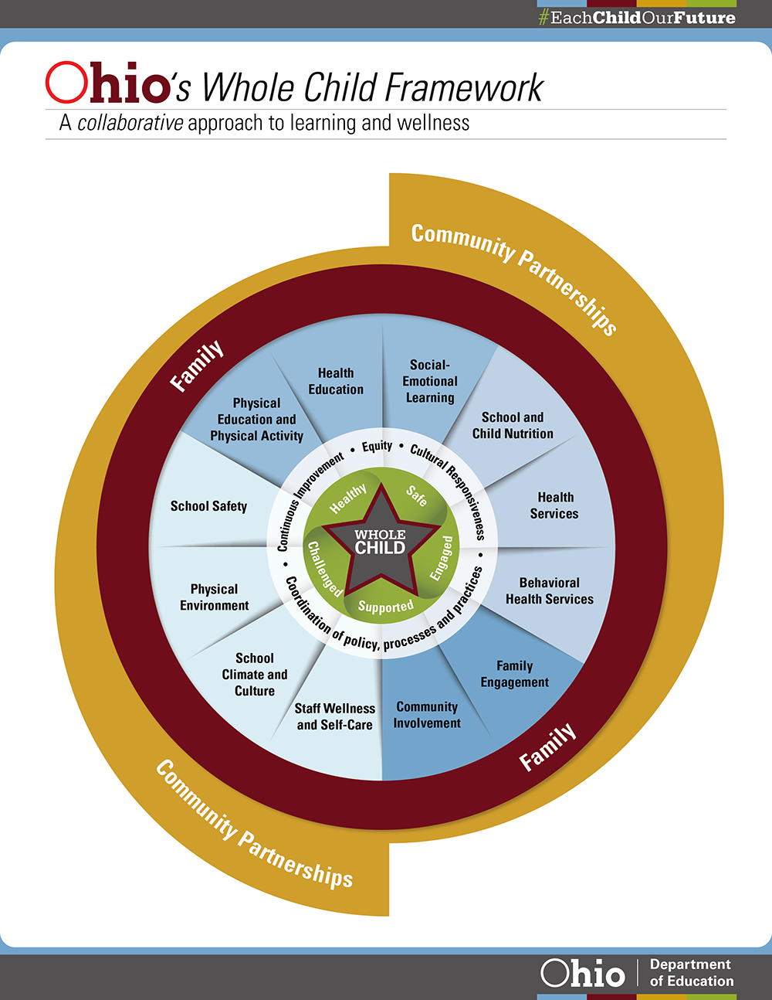 #EachChildOurFuture
Ohio's Whole Child Framework
A collaborative approach to learning and wellness
Community Partnerships
Family
Health
Education
Social-
Emotional
Learning
Physical
Education and
Physical Activity
School and
Child Nutrition
Continuous Improvement • Equity • Cultural Responsiveness •
Healthy
Safe
School Safety
Health
Services
WHOLE
CHILD
Challenged
Engaged
Supported
Coordination of policy, processes and practices •
Physical
Environment
Behavioral
Health Services
School
Climate and
Culture
Family
Engagement
Staff Wellness
and Self-Care
Community
Involvement
Family
Community Partnerships
Ohio
Department
of Education